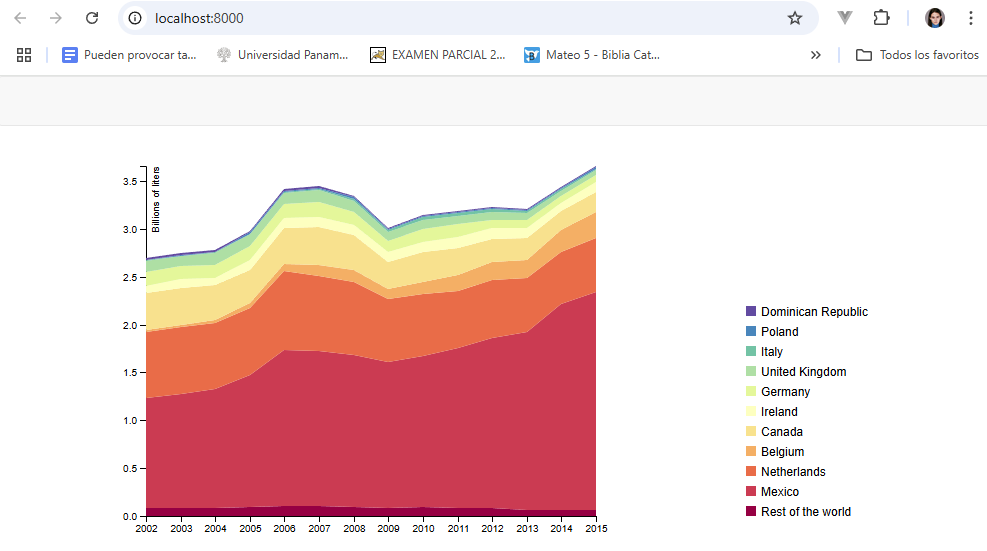 localhost:8000
Pueden provocar ta...
Universidad Panam...
EXAMEN PARCIAL 2...
Mateo 5 - Biblia Cat...
»
Todos los favoritos
Billions of liters
3.5
3.0
2.5
2.0
1.5
1.0
0.5
0.0
2002 2003 2004 2005 2006 2007 2008 2009 2010 2011 2012 2013 2014 2015
Dominican Republic
Poland
Italy
United Kingdom
Germany
Ireland
Canada
Belgium
Netherlands
Mexico
Rest of the world